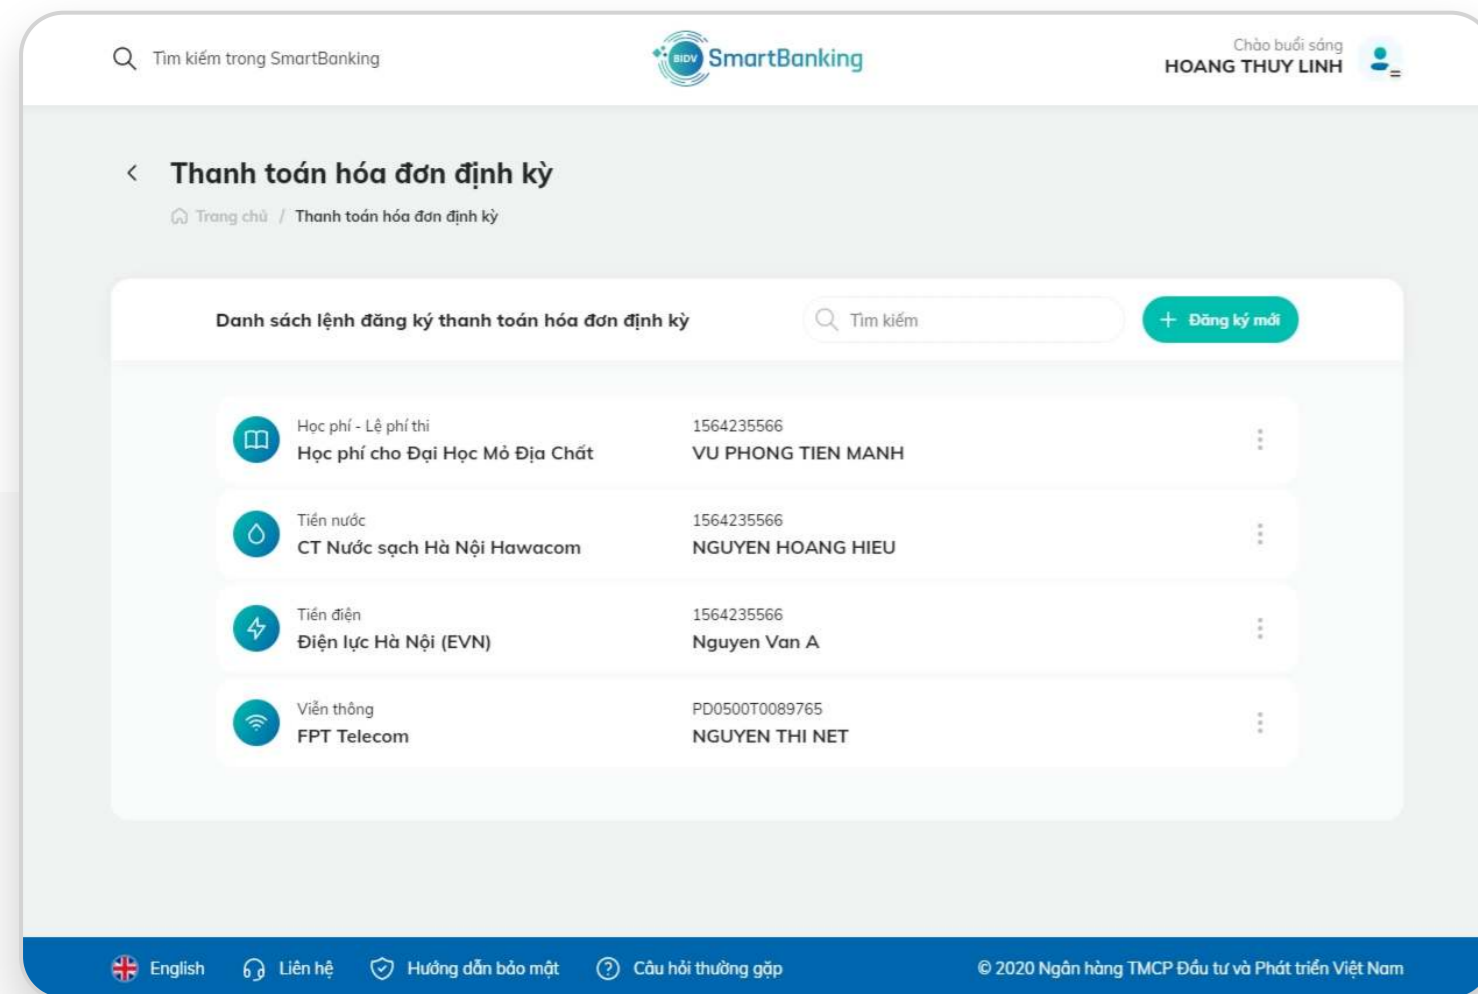 Tìm kiếm trong SmartBanking
BIDV SmartBanking
Chào buổi sáng
HOANG THUY LINH
Thanh toán hóa đơn định kỳ
Trang chủ / Thanh toán hóa đơn định kỳ
Danh sách lệnh đăng ký thanh toán hóa đơn định kỳ
Tìm kiếm
+ Đăng ký mới
Học phí - Lệ phí thi
Học phí cho Đại Học Mỏ Địa Chất
1564235566
VU PHONG TIEN MANH
Tiền nước
CT Nước sạch Hà Nội Hawacom
1564235566
NGUYEN HOANG HIEU
Tiền điện
Điện lực Hà Nội (EVN)
1564235566
Nguyen Van A
Viễn thông
FPT Telecom
PD0500T0089765
NGUYEN THI NET
English
Liên hệ
Hướng dẫn bảo mật
Câu hỏi thường gặp
© 2020 Ngân hàng TMCP Đầu tư và Phát triển Việt Nam